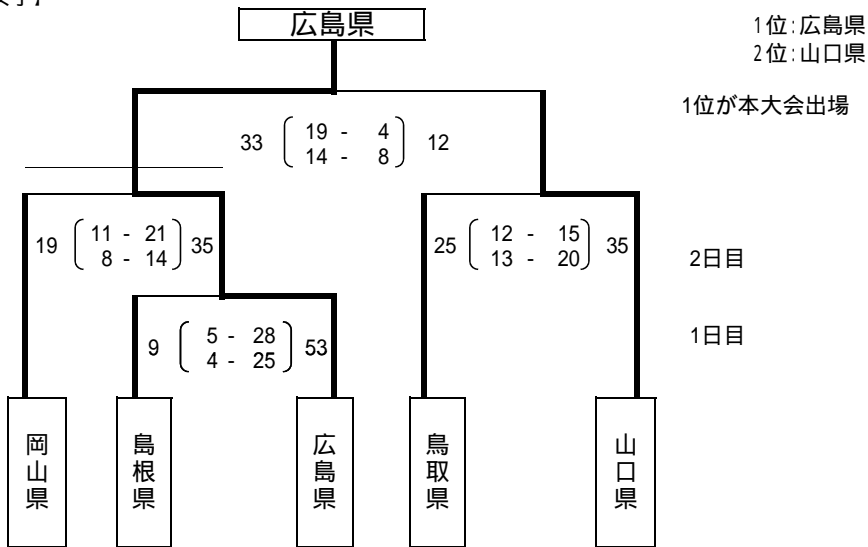 広島県
1位:広島県
2位:山口県
1位が本大会出場
33 ( 19 - 4 ) 12
14 - 8
19 ( 11 - 21 ) 35
8 - 14
25 ( 12 - 15 ) 35
13 - 20
2日目
9 ( 5 - 28 ) 53
4 - 25
1日目
岡山県
島根県
広島県
鳥取県
山口県